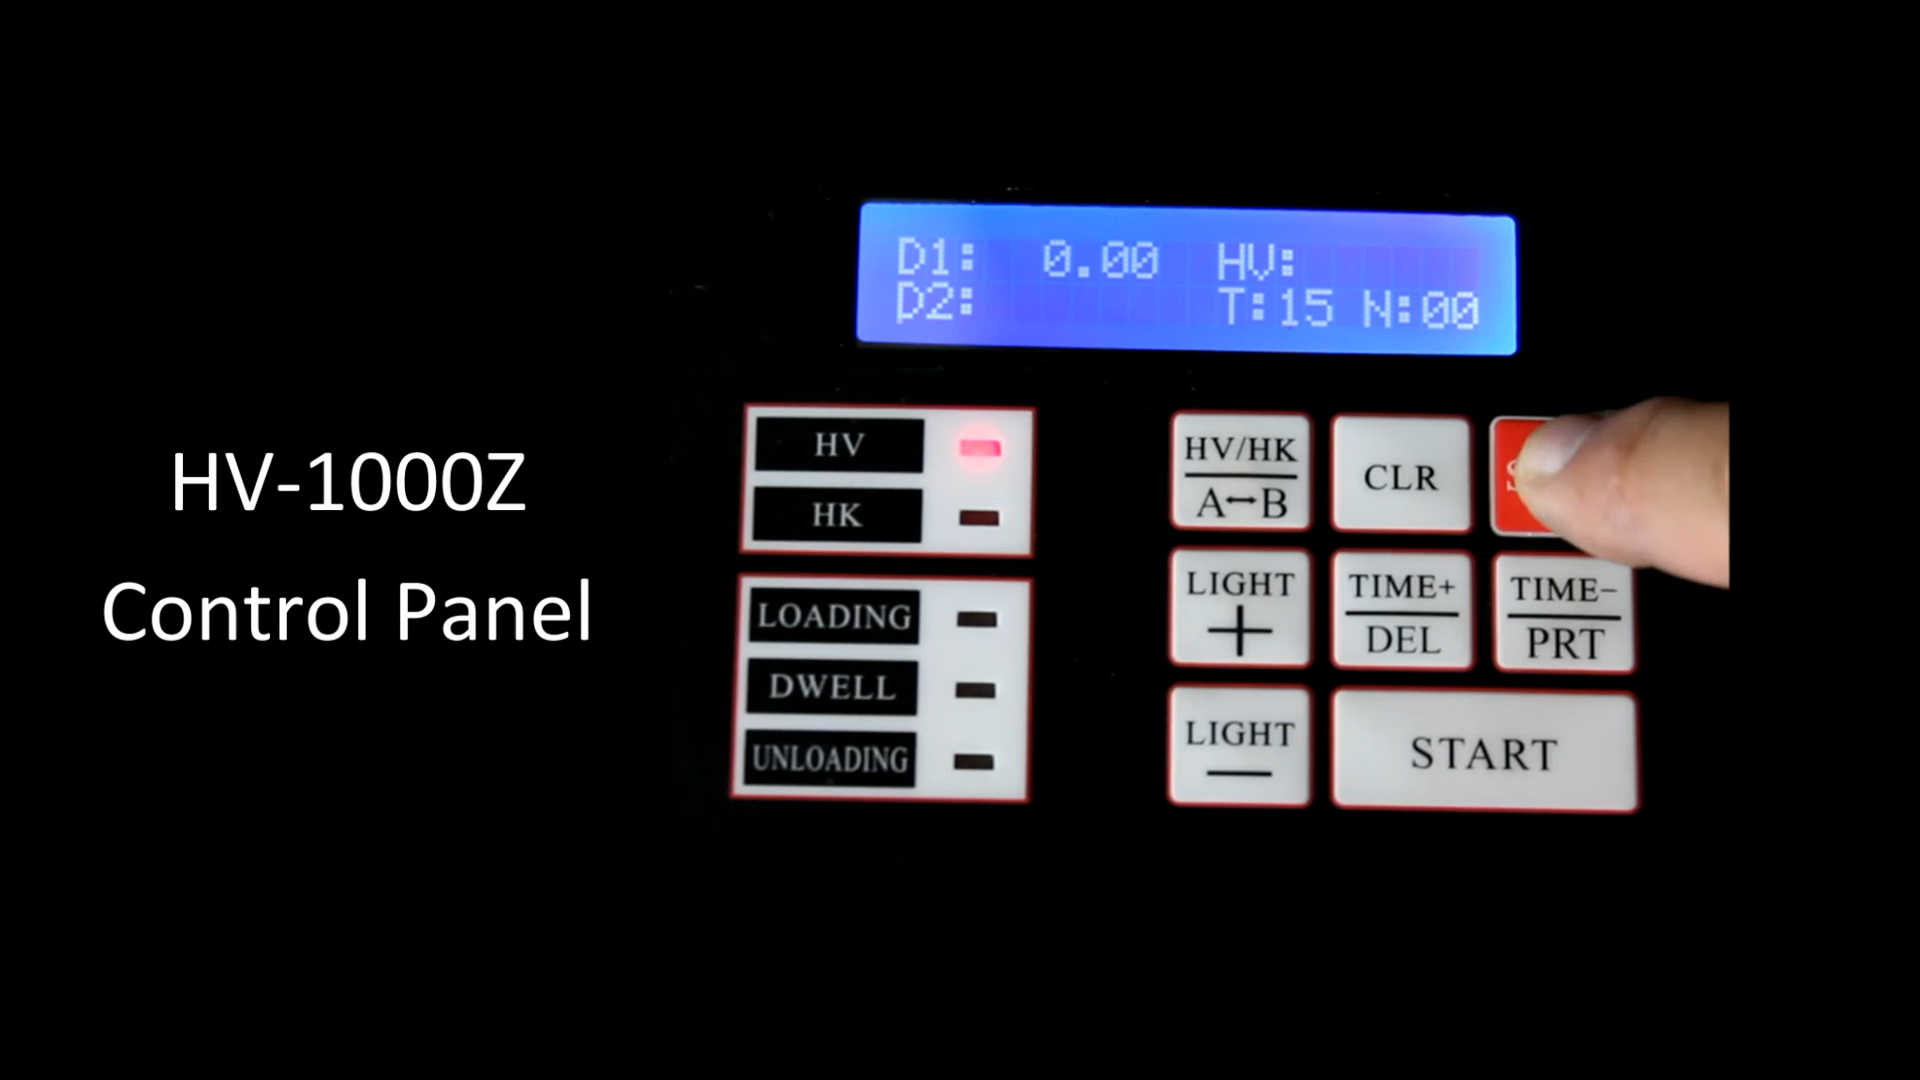 HV-1000Z
Control Panel
D1: 0.00 HV:
D2: T:15 N:00
HV
HK
LOADING
DWELL
UNLOADING
HV/HK
A↔B
CLR
LIGHT
+
TIME+
DEL
TIME−
PRT
LIGHT
—
START